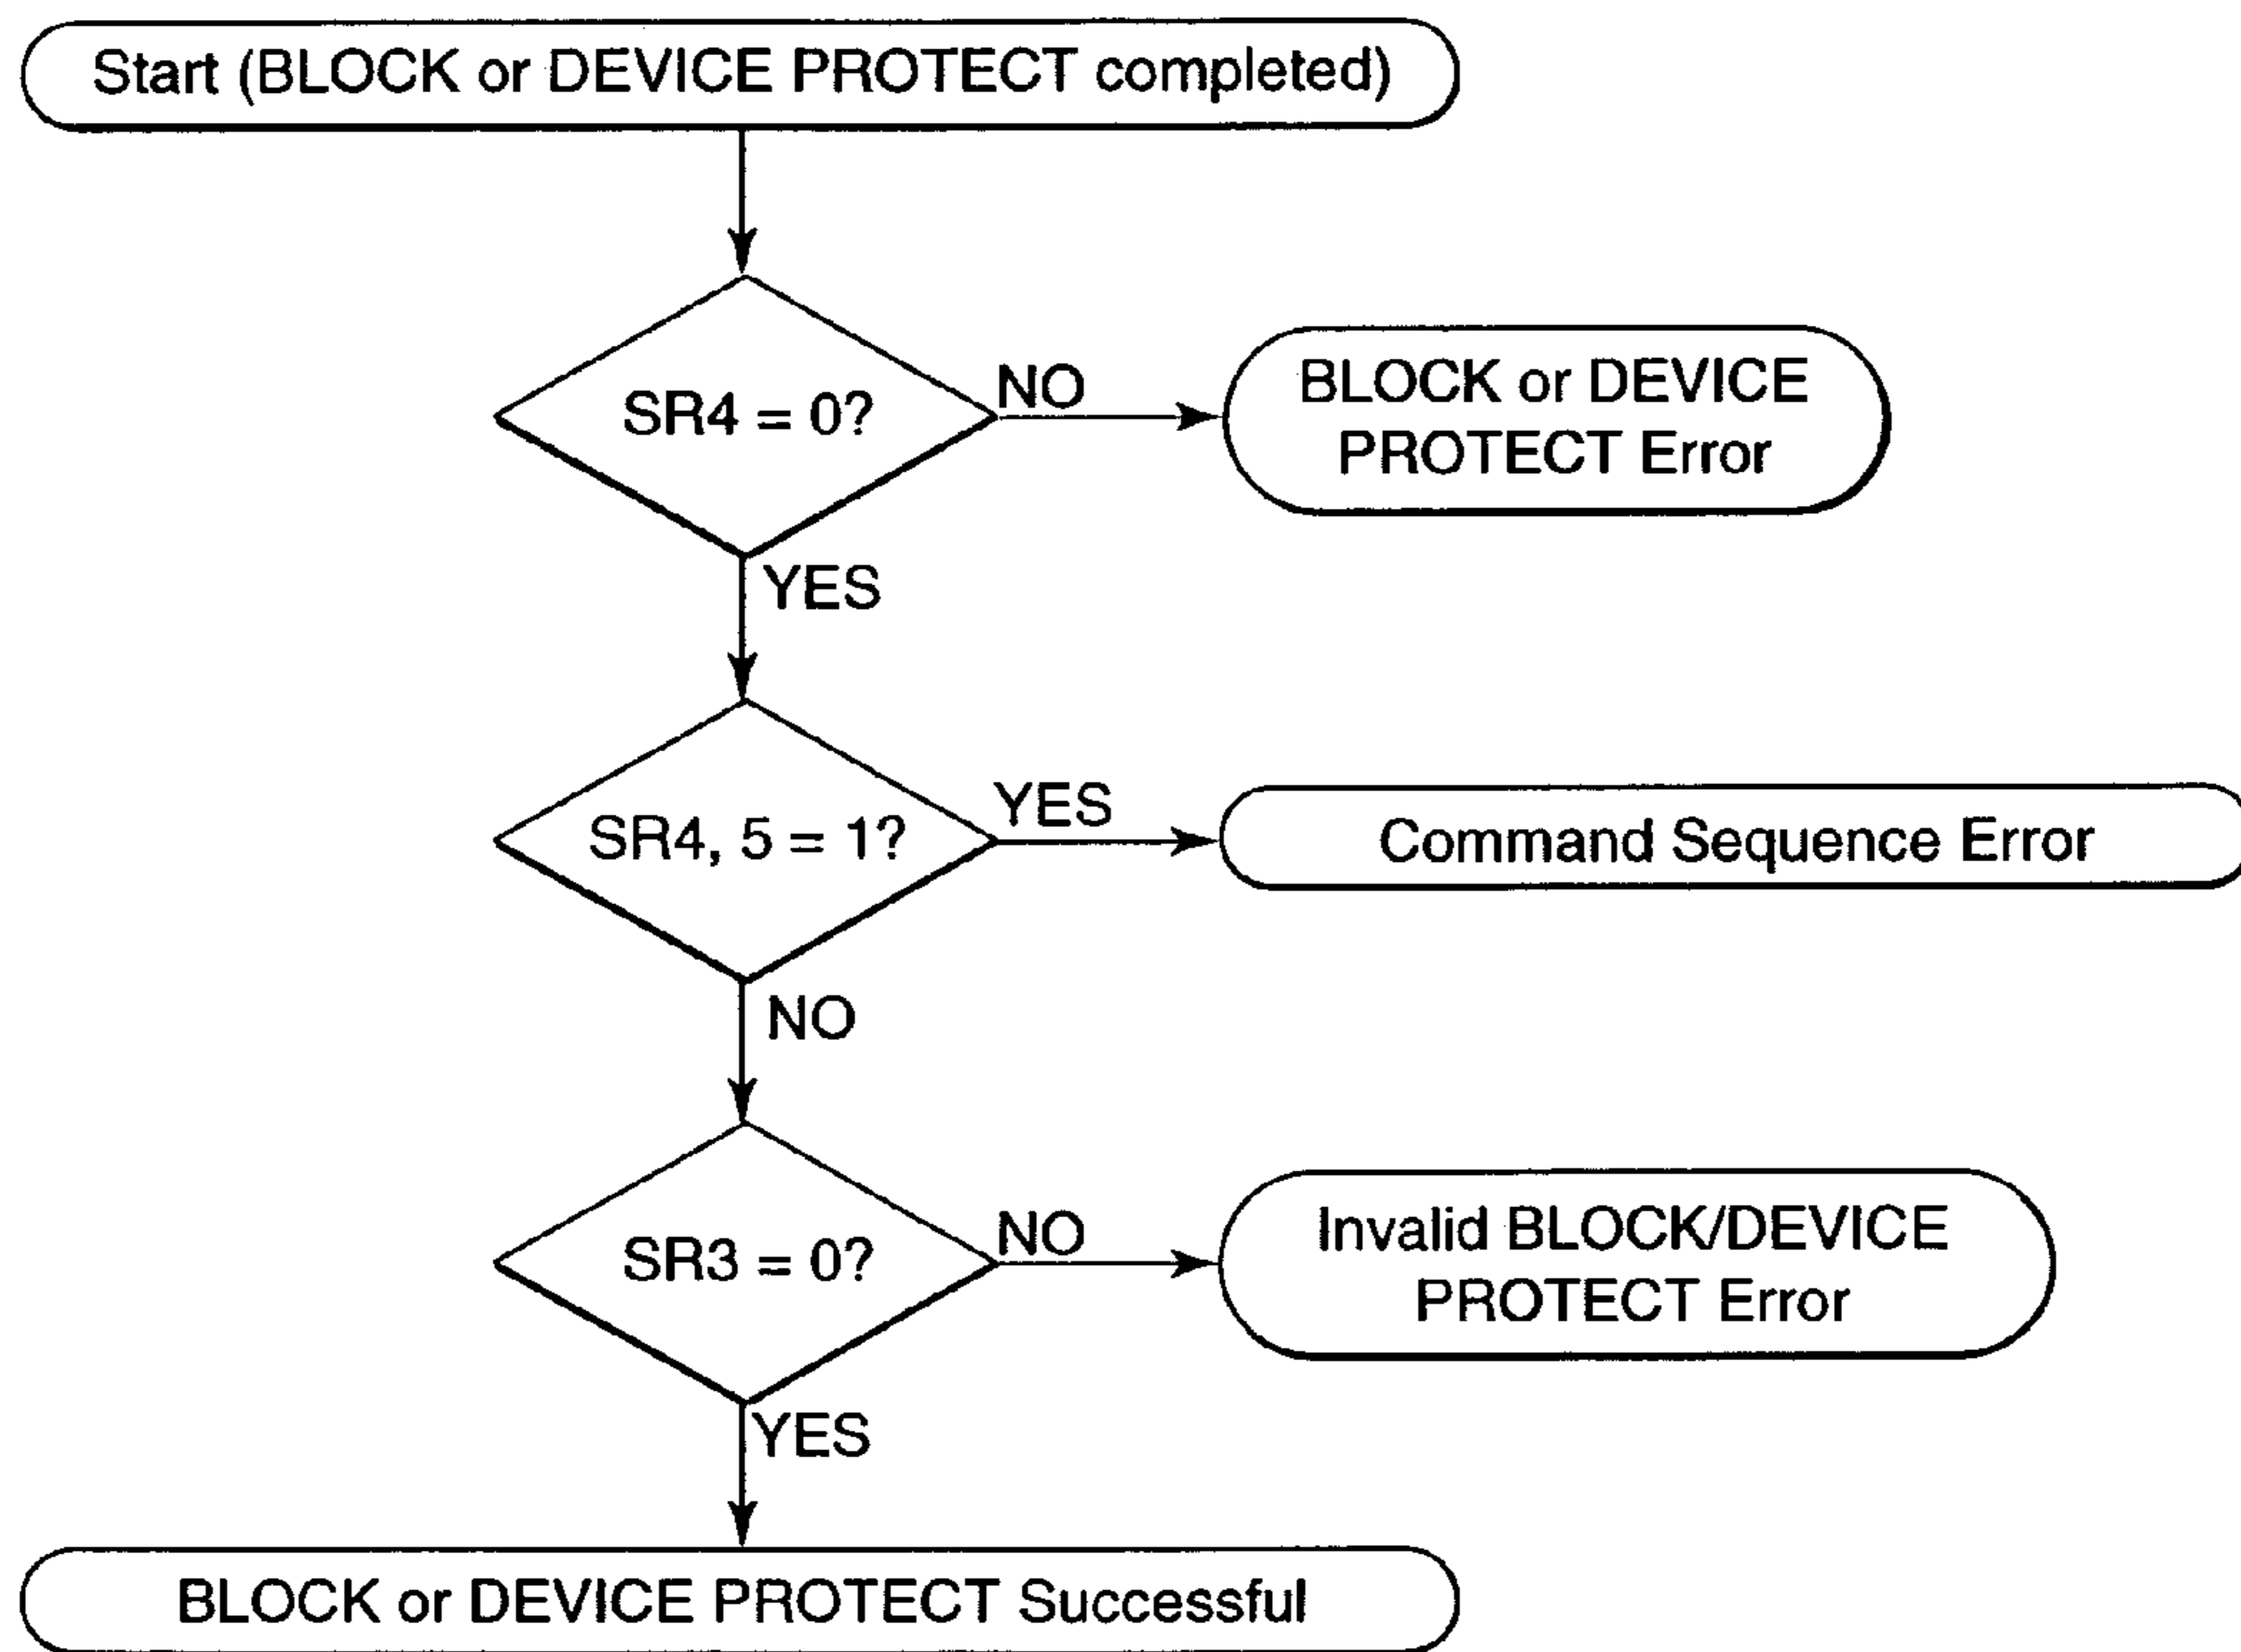 Start (BLOCK or DEVICE PROTECT completed)
SR4 = 0?
NO
BLOCK or DEVICE
PROTECT Error
YES
SR4, 5 = 1?
YES
Command Sequence Error
NO
SR3 = 0?
NO
Invalid BLOCK/DEVICE
PROTECT Error
YES
BLOCK or DEVICE PROTECT Successful